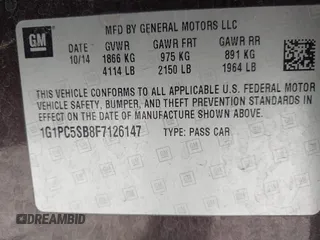 MFD BY GENERAL MOTORS LLC
GM
DATE GVWR GAWR FRT GAWR RR
10/14 1866 KG 975 KG 891 KG
4114 LB 2150 LB 1964 LB
THIS VEHICLE CONFORMS TO ALL APPLICABLE U.S. FEDERAL MOTOR
VEHICLE SAFETY, BUMPER, AND THEFT PREVENTION STANDARDS IN
EFFECT ON THE DATE OF MANUFACTURE SHOWN ABOVE.
1G1PC5SB8F7126147 TYPE: PASS CAR
DREAMBID